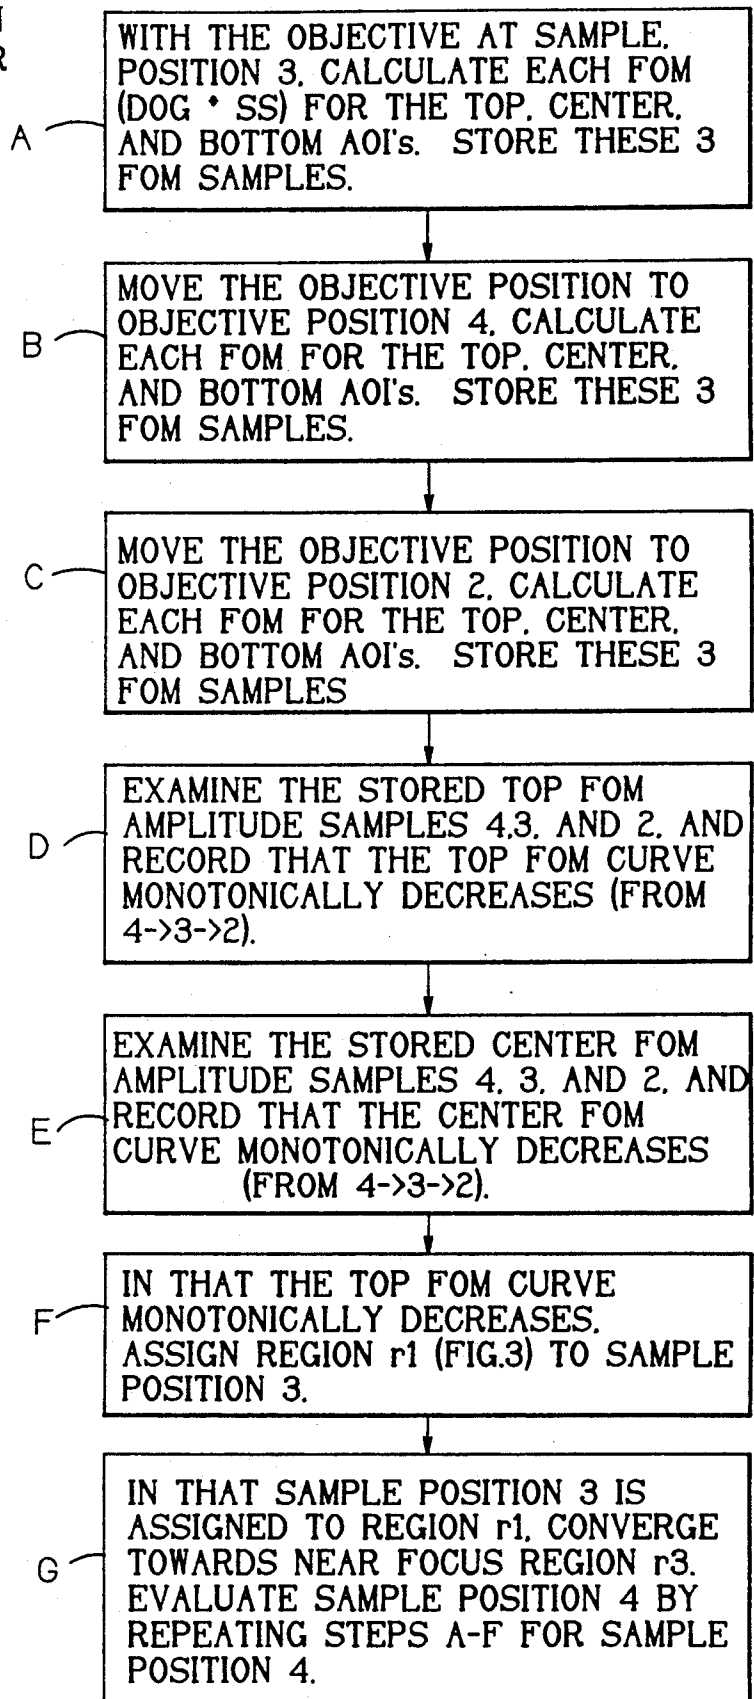 WITH THE OBJECTIVE AT SAMPLE.
POSITION 3. CALCULATE EACH FOM
(DOG * SS) FOR THE TOP. CENTER.
AND BOTTOM AOI's. STORE THESE 3
FOM SAMPLES.
A
MOVE THE OBJECTIVE POSITION TO
OBJECTIVE POSITION 4. CALCULATE
EACH FOM FOR THE TOP. CENTER.
AND BOTTOM AOI's. STORE THESE 3
FOM SAMPLES.
B
MOVE THE OBJECTIVE POSITION TO
OBJECTIVE POSITION 2. CALCULATE
EACH FOM FOR THE TOP. CENTER.
AND BOTTOM AOI's. STORE THESE 3
FOM SAMPLES
C
EXAMINE THE STORED TOP FOM
AMPLITUDE SAMPLES 4.3. AND 2. AND
RECORD THAT THE TOP FOM CURVE
MONOTONICALLY DECREASES (FROM
4->3->2).
D
EXAMINE THE STORED CENTER FOM
AMPLITUDE SAMPLES 4. 3. AND 2. AND
RECORD THAT THE CENTER FOM
CURVE MONOTONICALLY DECREASES
(FROM 4->3->2).
E
IN THAT THE TOP FOM CURVE
MONOTONICALLY DECREASES.
ASSIGN REGION r1 (FIG.3) TO SAMPLE
POSITION 3.
F
IN THAT SAMPLE POSITION 3 IS
ASSIGNED TO REGION r1. CONVERGE
TOWARDS NEAR FOCUS REGION r3.
EVALUATE SAMPLE POSITION 4 BY
REPEATING STEPS A-F FOR SAMPLE
POSITION 4.
G